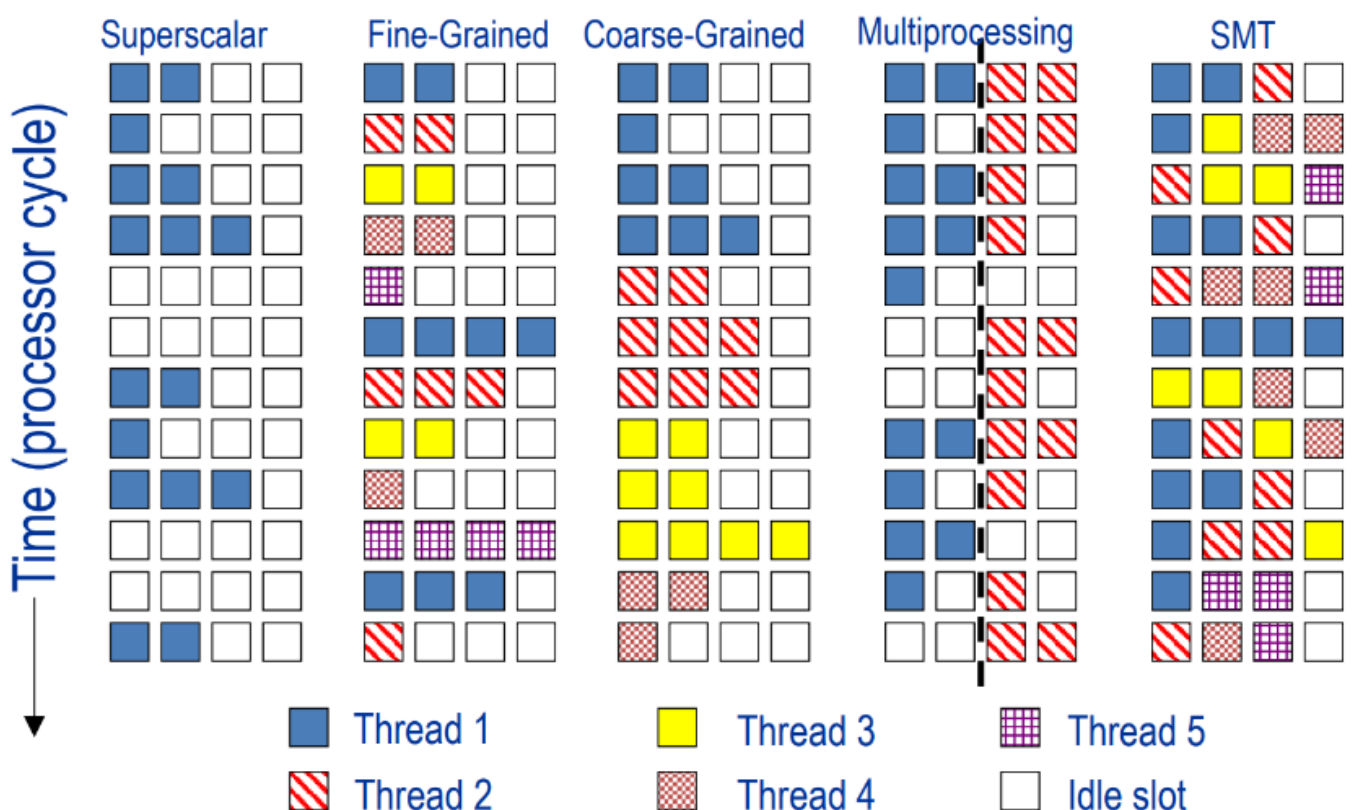 Superscalar
Fine-Grained
Coarse-Grained
Multiprocessing
SMT
Time (processor cycle)
Thread 1
Thread 3
Thread 5
Thread 2
Thread 4
Idle slot